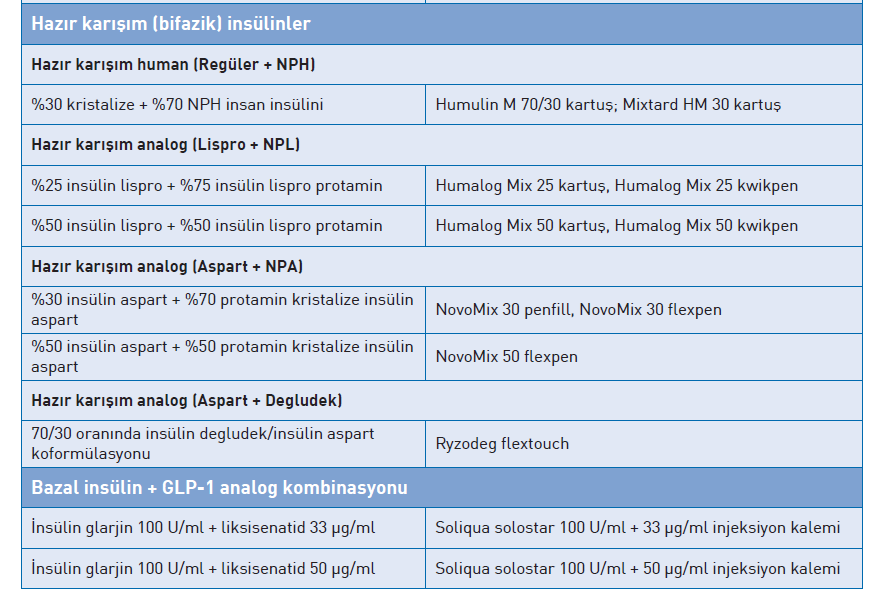 Hazır karışım (bifazik) insülinler
Hazır karışım human (Regüler + NPH)
%30 kristalize + %70 NPH insan insülini
Humulin M 70/30 kartuş; Mixtard HM 30 kartuş
Hazır karışım analog (Lispro + NPL)
%25 insülin lispro + %75 insülin lispro protamin
Humalog Mix 25 kartuş, Humalog Mix 25 kwikpen
%50 insülin lispro + %50 insülin lispro protamin
Humalog Mix 50 kartuş, Humalog Mix 50 kwikpen
Hazır karışım analog (Aspart + NPA)
%30 insülin aspart + %70 protamin kristalize insülin
aspart
NovoMix 30 penfill, NovoMix 30 flexpen
%50 insülin aspart + %50 protamin kristalize insülin
aspart
NovoMix 50 flexpen
Hazır karışım analog (Aspart + Degludek)
70/30 oranında insülin degludek/insülin aspart
koformülasyonu
Ryzodeg flextouch
Bazal insülin + GLP-1 analog kombinasyonu
İnsülin glarjin 100 U/ml + liksisenatid 33 µg/ml
Soliqua solostar 100 U/ml + 33 µg/ml injeksiyon kalemi
İnsülin glarjin 100 U/ml + liksisenatid 50 µg/ml
Soliqua solostar 100 U/ml + 50 µg/ml injeksiyon kalemi